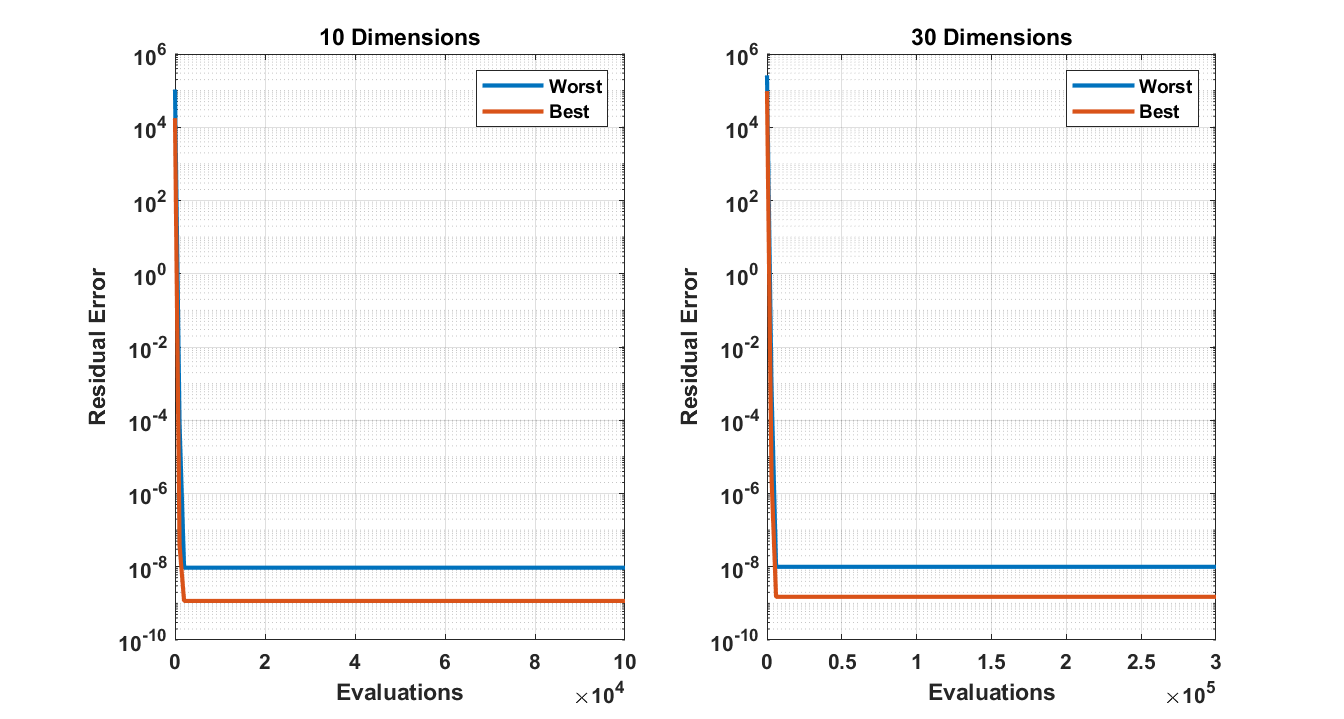 10 Dimensions
10^6
10^4
10^2
10^0
10^-2
10^-4
10^-6
10^-8
10^-10
Residual Error
Worst
Best
0 2 4 6 8 10
Evaluations
×10^4
30 Dimensions
10^6
10^4
10^2
10^0
10^-2
10^-4
10^-6
10^-8
10^-10
Residual Error
Worst
Best
0 0.5 1 1.5 2 2.5 3
Evaluations
×10^5